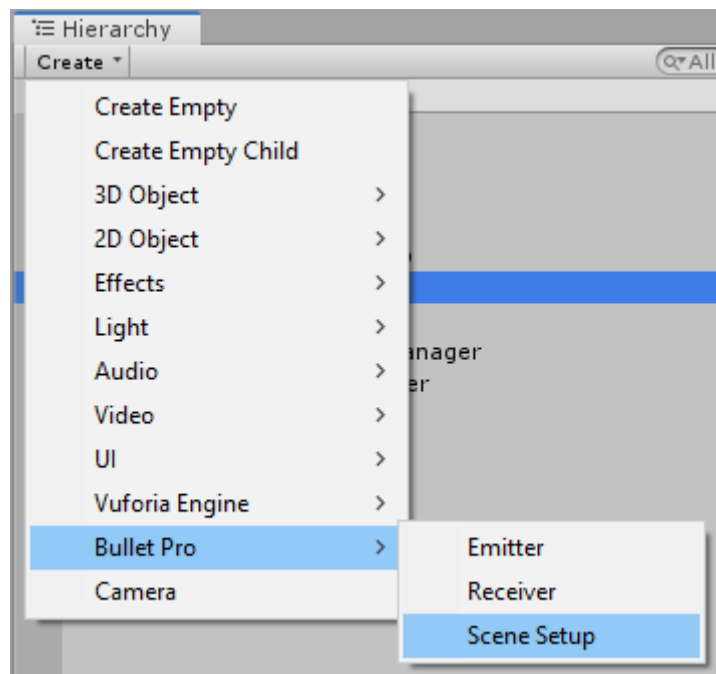 Hierarchy
Create
All
Create Empty
Create Empty Child
3D Object
2D Object
Effects
Light
Audio
Video
UI
Vuforia Engine
Bullet Pro
Camera
anager
er
Emitter
Receiver
Scene Setup